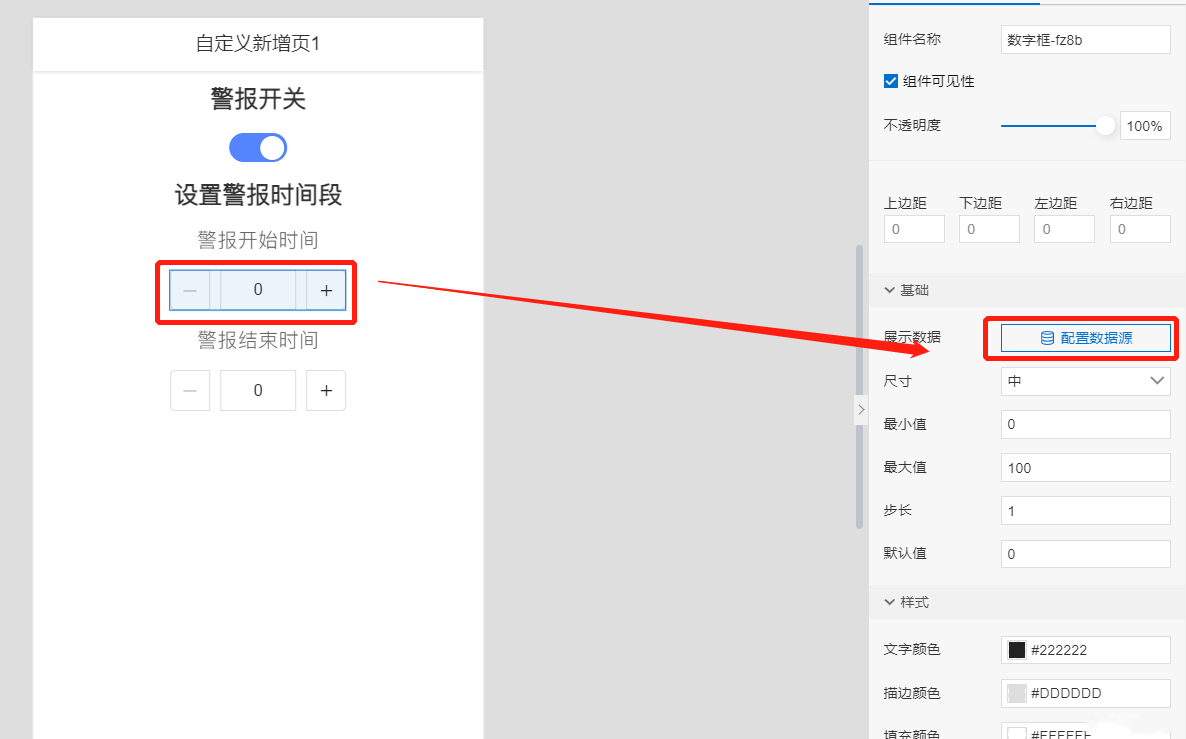 自定义新增页1
警报开关
设置警报时间段
警报开始时间
— 0 +
警报结束时间
— 0 +
组件名称 数字框-fz8b
组件可见性
不透明度 100%
上边距 下边距 左边距 右边距
0 0 0 0
基础
展示数据 配置数据源
尺寸 中
最小值 0
最大值 100
步长 1
默认值 0
样式
文字颜色 #222222
描边颜色 #DDDDDD
填充颜色